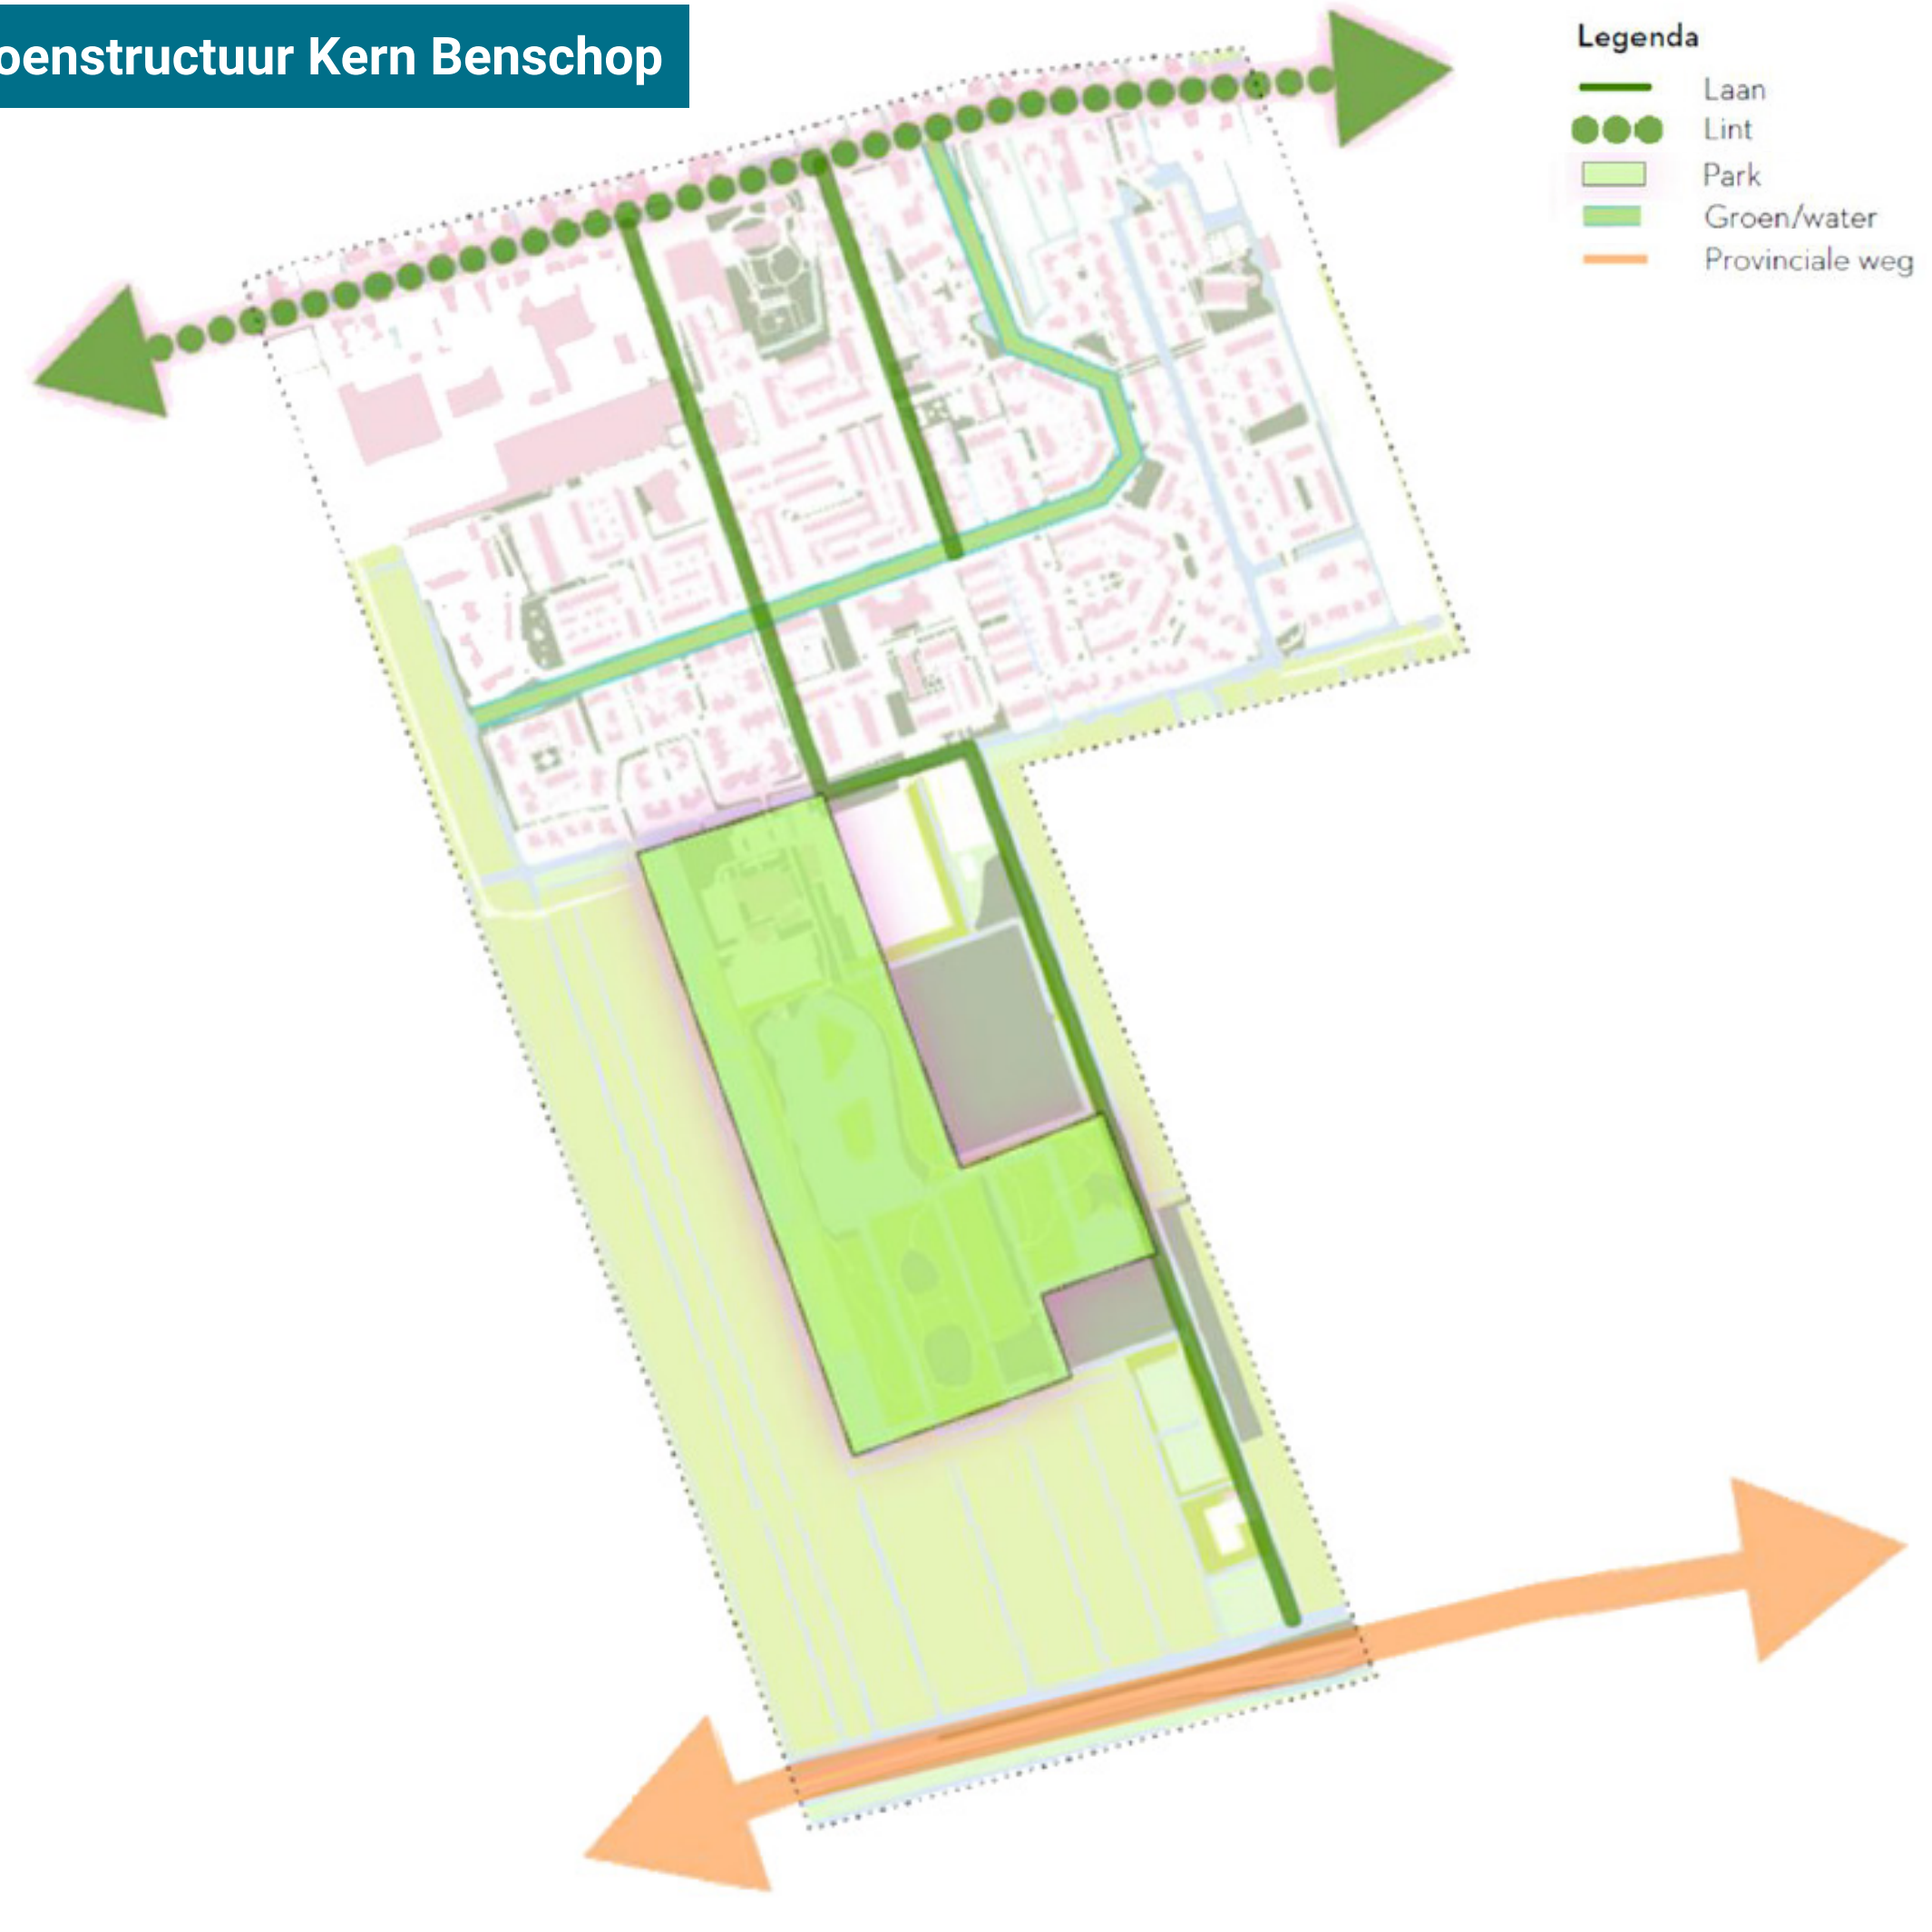 oenstructuur Kern Benschop
Legenda
Laan
Lint
Park
Groen/water
Provinciale weg